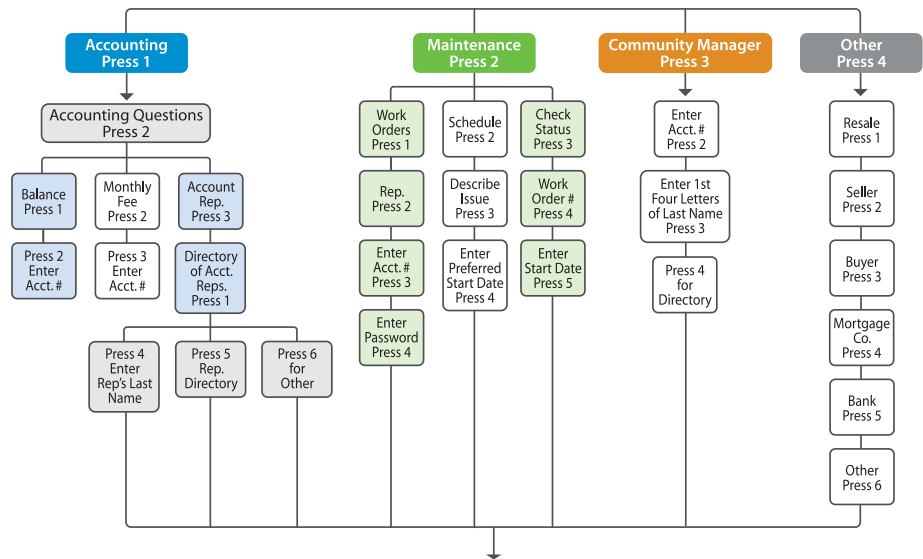 Accounting
Press 1
Maintenance
Press 2
Community Manager
Press 3
Other
Press 4
Accounting Questions
Press 2
Balance
Press 1
Monthly
Fee
Press 2
Account
Rep.
Press 3
Press 2
Enter
Acct. #
Press 3
Enter
Acct. #
Directory
of Acct.
Reps.
Press 1
Press 4
Enter
Rep's Last
Name
Press 5
Rep.
Directory
Press 6
for
Other
Work
Orders
Press 1
Rep.
Press 2
Enter
Acct. #
Press 3
Enter
Password
Press 4
Schedule
Press 2
Describe
Issue
Press 3
Enter
Preferred
Start Date
Press 4
Check
Status
Press 3
Work
Order #
Press 4
Enter
Start Date
Press 5
Enter
Acct. #
Press 2
Enter 1st
Four Letters
of Last Name
Press 3
Press 4
for
Directory
Resale
Press 1
Seller
Press 2
Buyer
Press 3
Mortgage
Co.
Press 4
Bank
Press 5
Other
Press 6